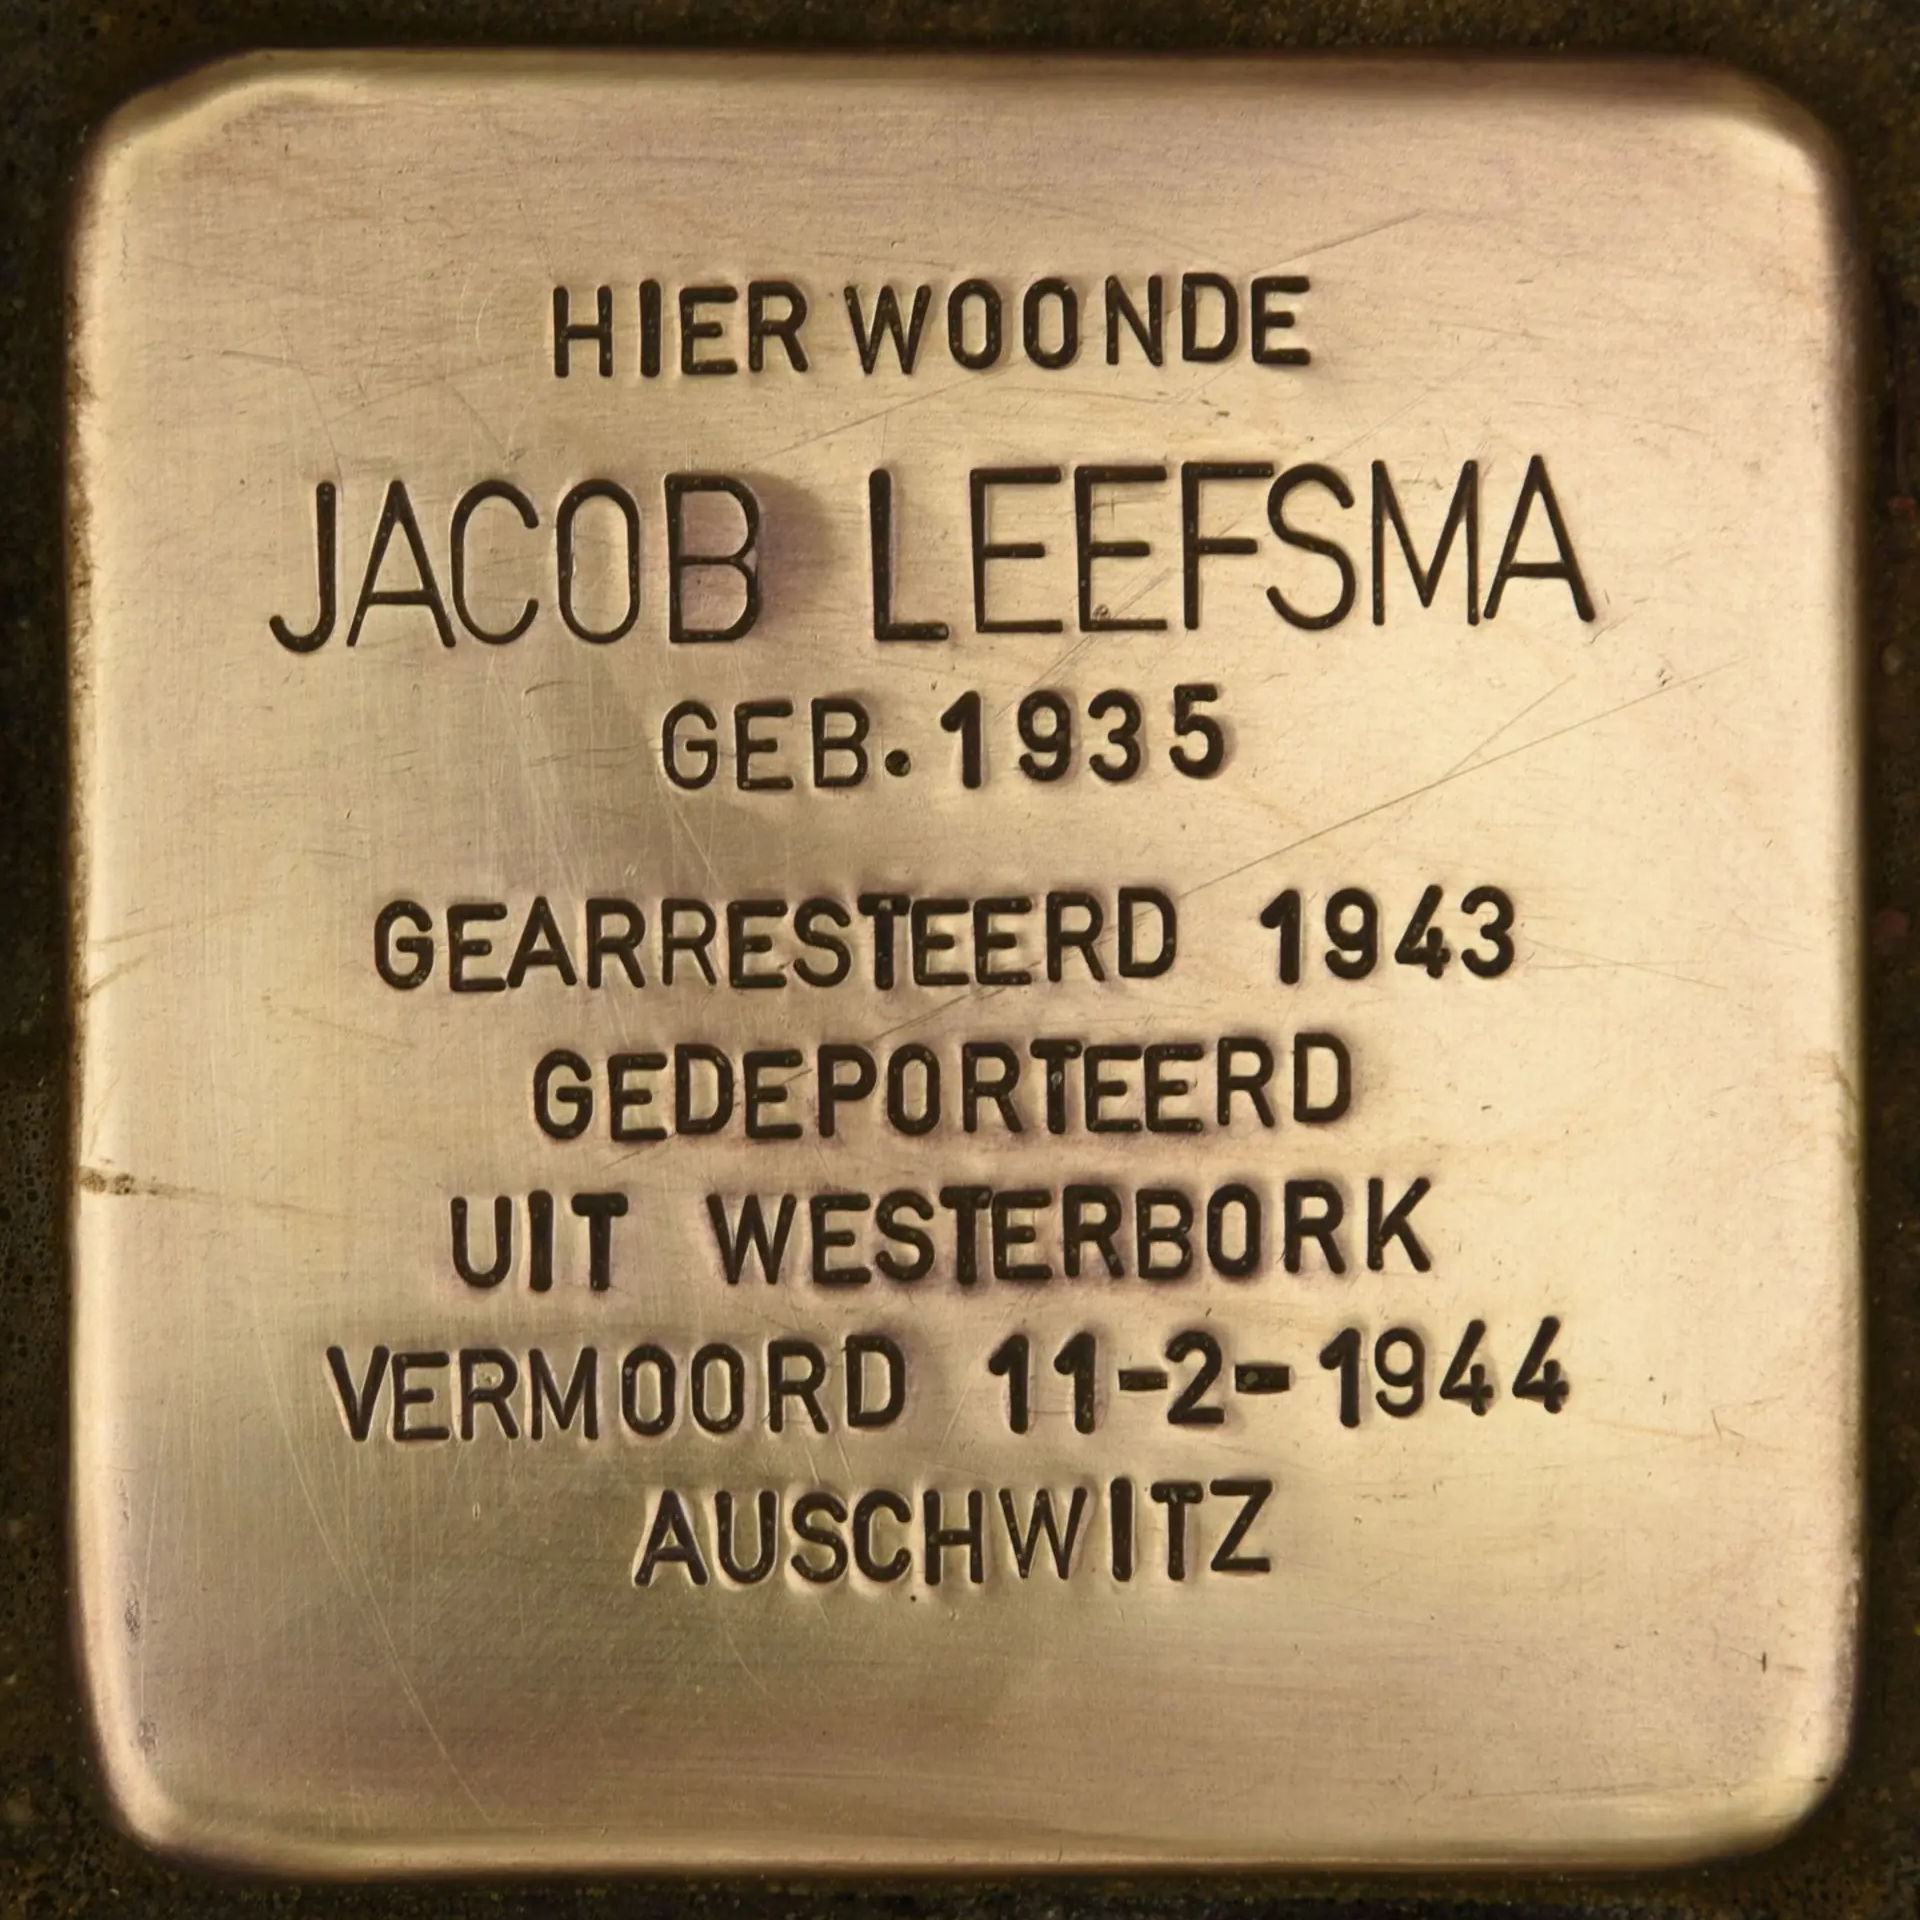 HIER WOONDE
JACOB LEEFSMA
GEB. 1935
GEARRESTEERD 1943
GEDEPORTEERD
UIT WESTERBORK
VERMOORD 11-2-1944
AUSCHWITZ